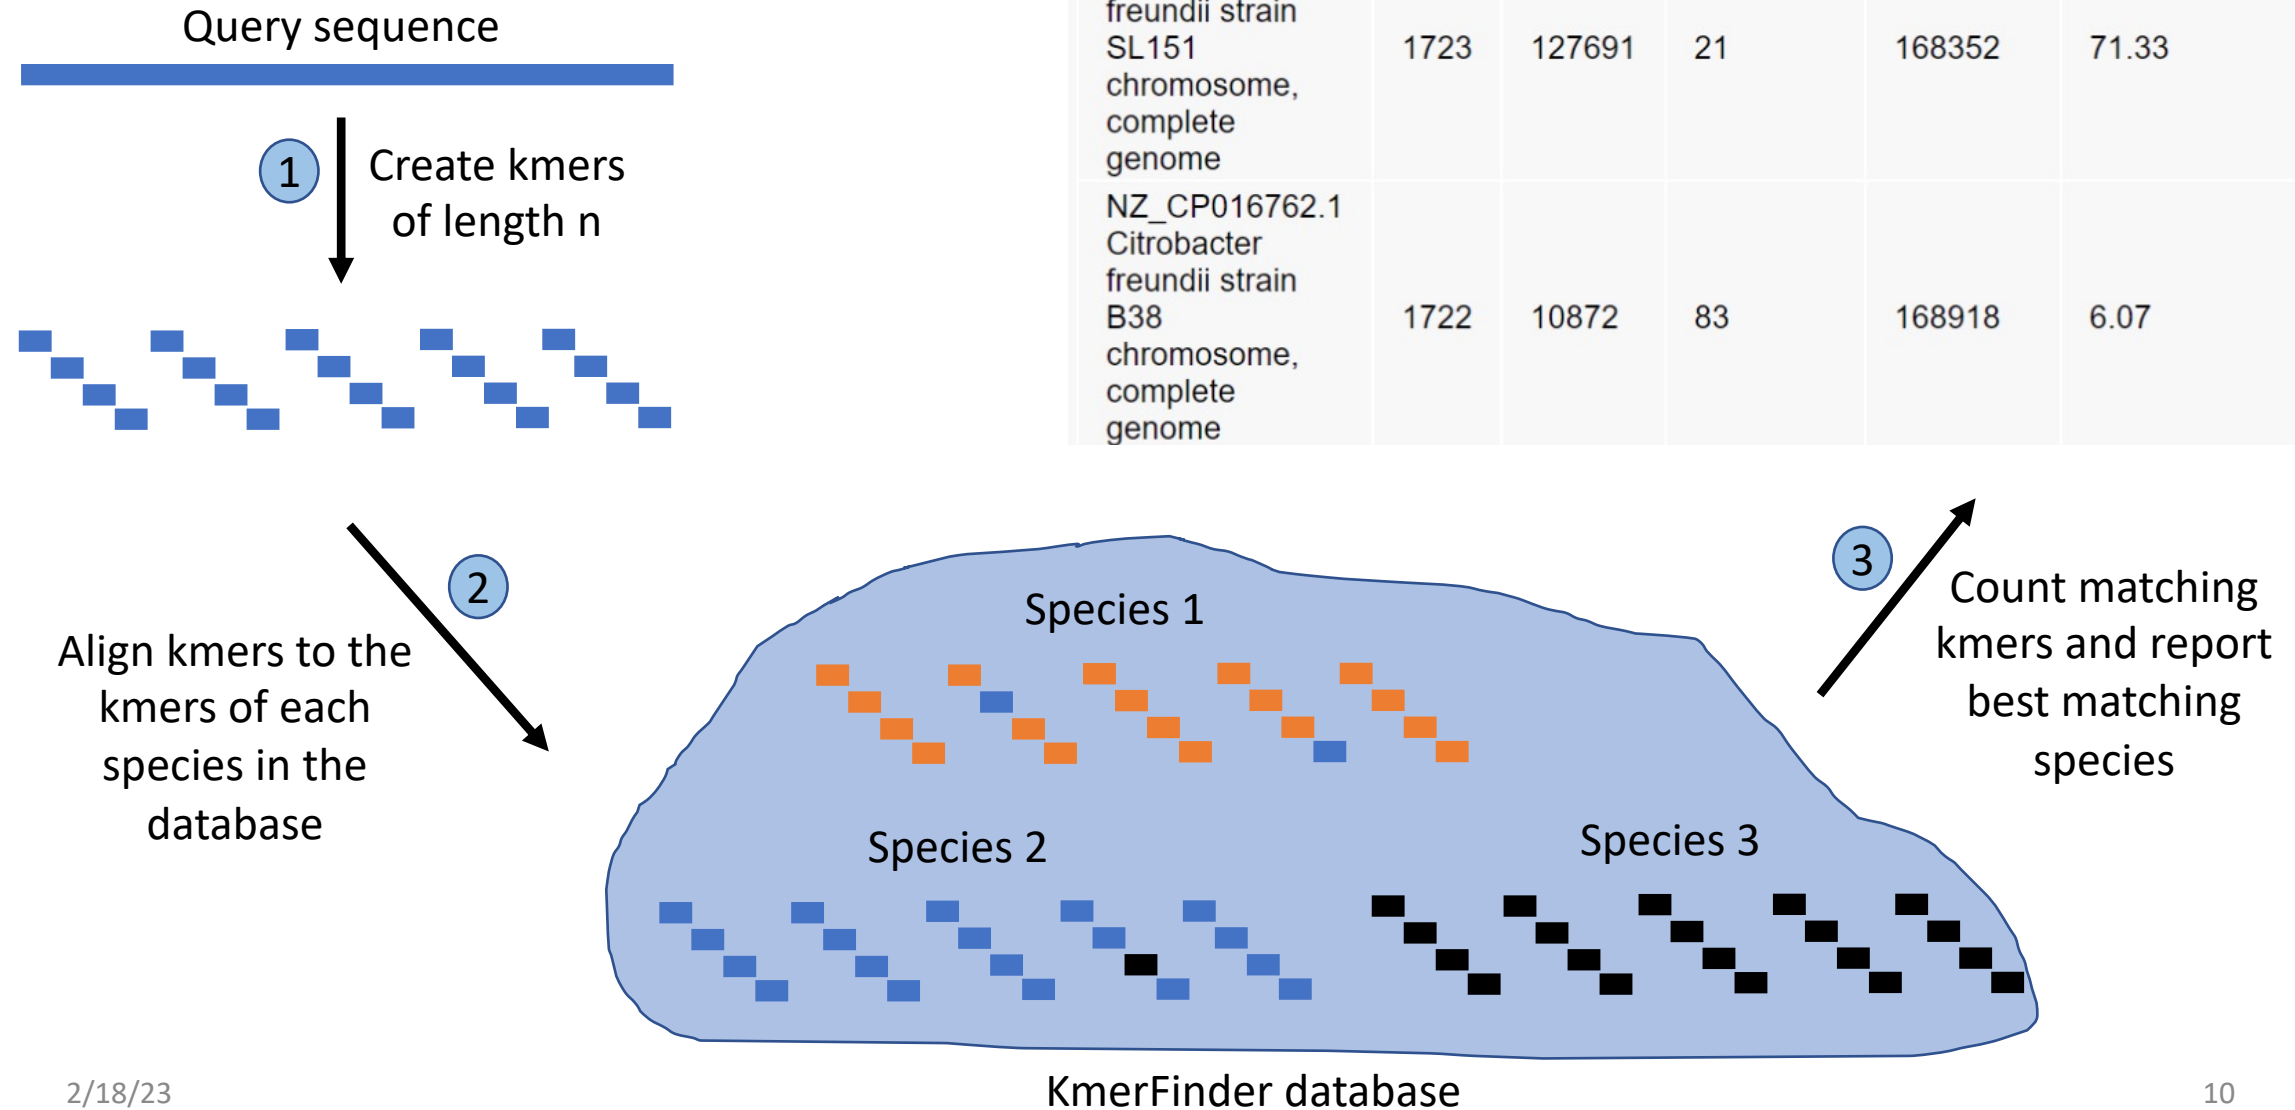 Query sequence
1
Create kmers
of length n
freundii strain
SL151
chromosome,
complete
genome
1723 127691 21 168352 71.33
NZ_CP016762.1
Citrobacter
freundii strain
B38
chromosome,
complete
genome
1722 10872 83 168918 6.07
2
Align kmers to the
kmers of each
species in the
database
Species 1
Species 2
Species 3
3
Count matching
kmers and report
best matching
species
KmerFinder database
2/18/23
10